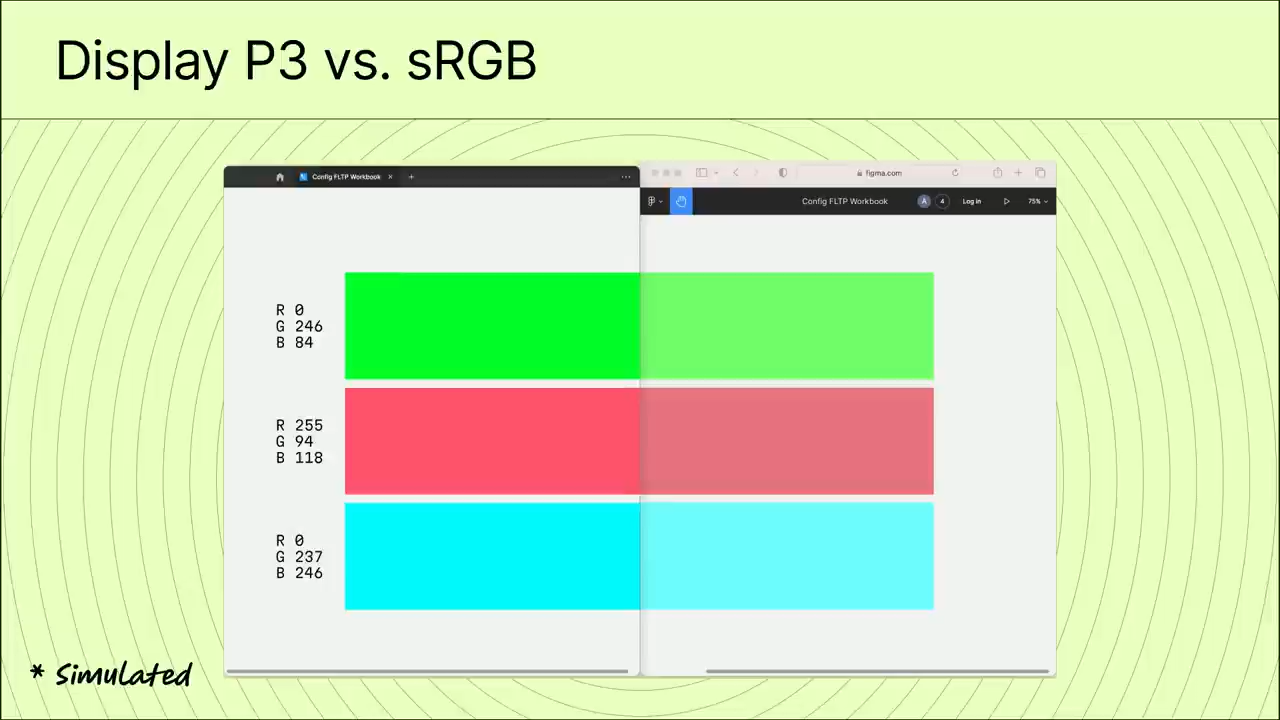 Display P3 vs. sRGB
Config FLTP Workbook
figma.com
Config FLTP Workbook
A
4
Log in
75%
R 0
G 246
B 84
R 255
G 94
B 118
R 0
G 237
B 246
* Simulated